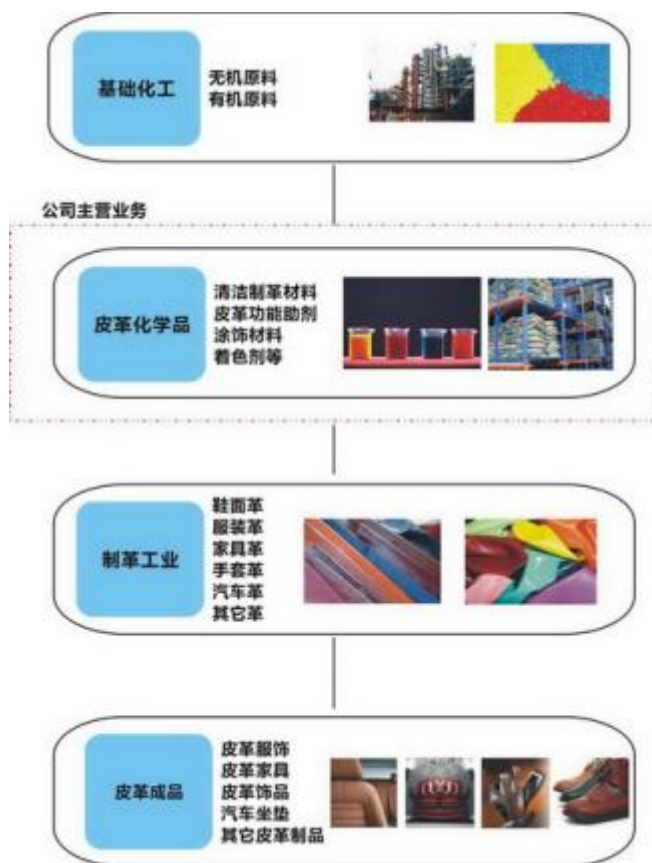 基础化工
无机原料
有机原料
公司主营业务
皮革化学品
清洁制革材料
皮革功能助剂
涂饰材料
着色剂等
制革工业
鞋面革
服装革
家具革
手套革
汽车革
其它革
皮革成品
皮革服饰
皮革家具
皮革饰品
汽车坐垫
其它皮革制品